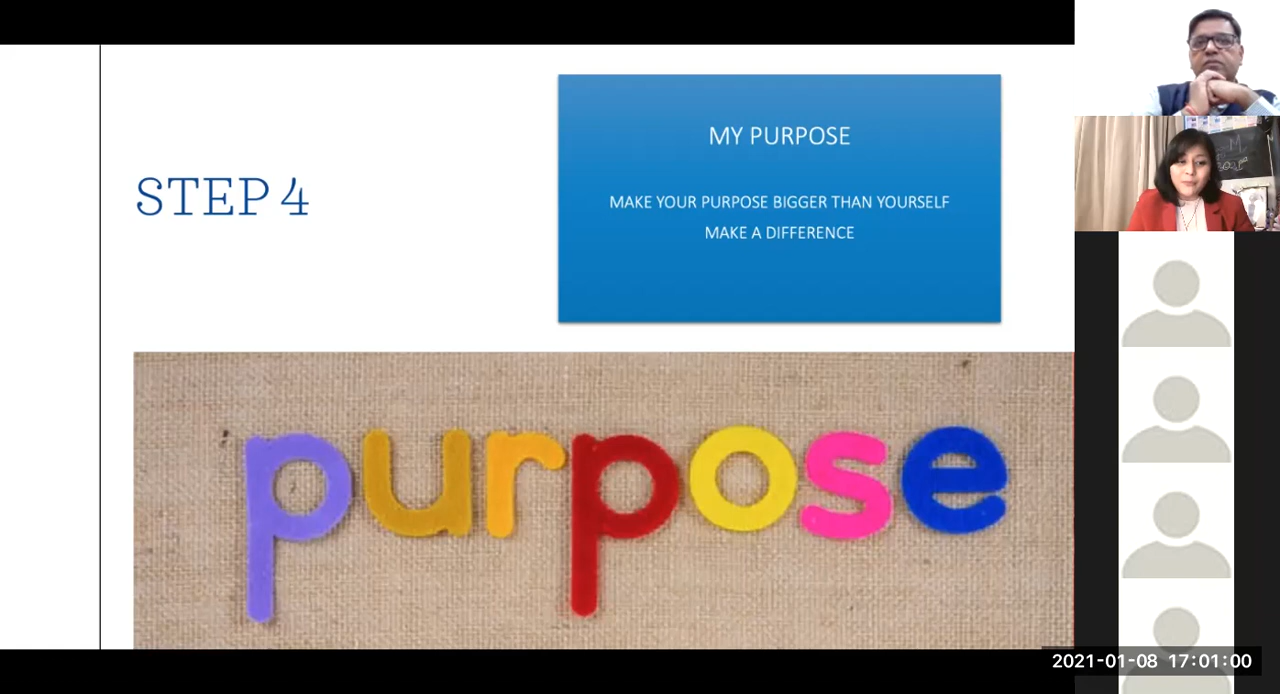 STEP 4
MY PURPOSE
MAKE YOUR PURPOSE BIGGER THAN YOURSELF
MAKE A DIFFERENCE
purpose
2021-01-08 17:01:00